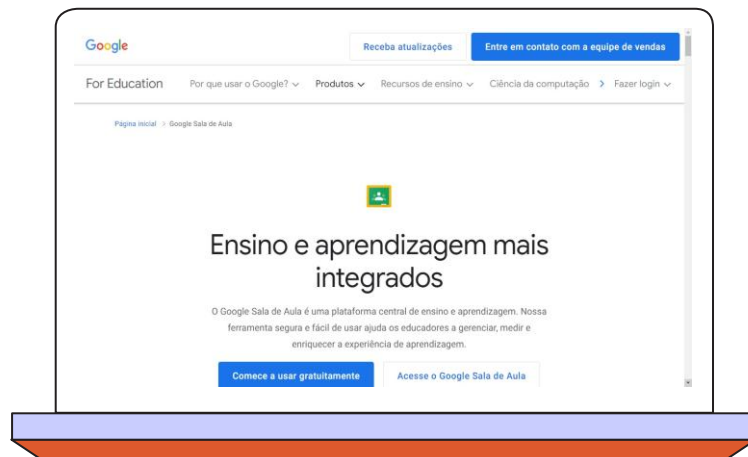 Google
Receba atualizações
Entre em contato com a equipe de vendas
For Education
Por que usar o Google?
Produtos
Recursos de ensino
Ciência da computação
Fazer login
Página inicial > Google Sala de Aula
Ensino e aprendizagem mais
integrados
O Google Sala de Aula é uma plataforma central de ensino e aprendizagem. Nossa
ferramenta segura e fácil de usar ajuda os educadores a gerenciar, medir e
enriquecer a experiência de aprendizagem.
Comece a usar gratuitamente
Acesse o Google Sala de Aula